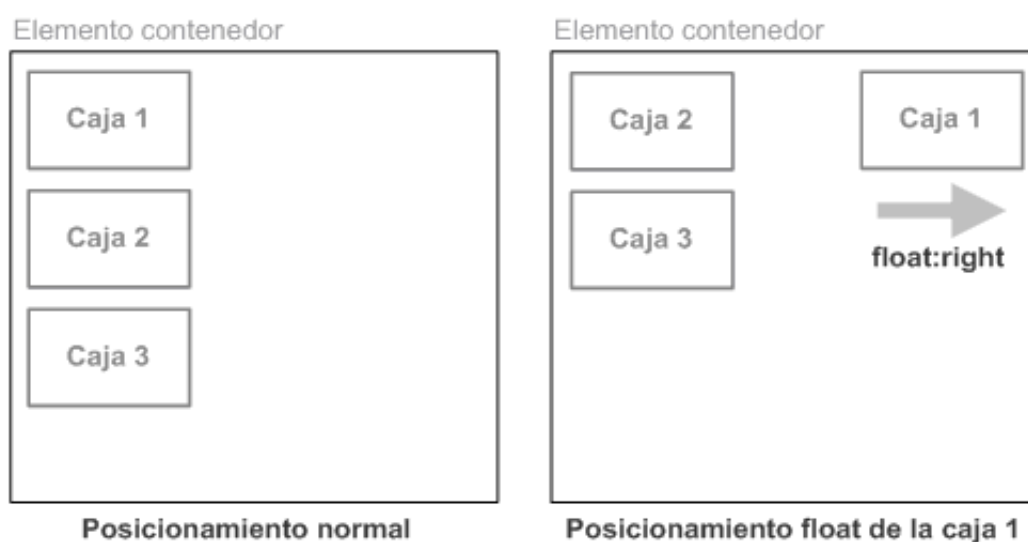 Elemento contenedor
Caja 1
Caja 2
Caja 3
Posicionamiento normal
Elemento contenedor
Caja 2
Caja 1
Caja 3
float:right
Posicionamiento float de la caja 1